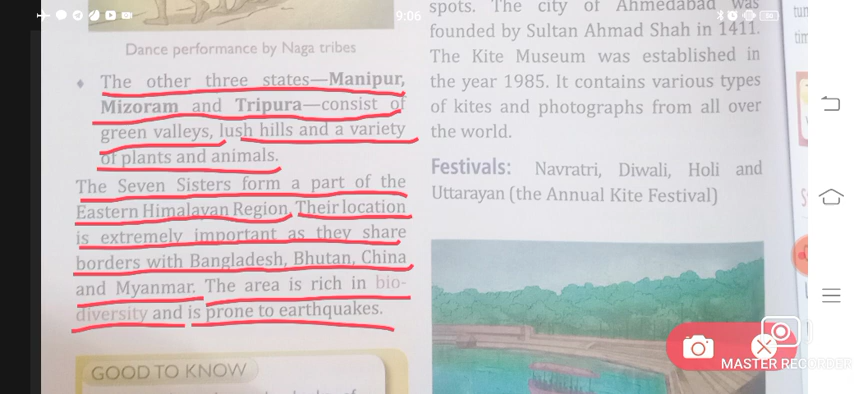 9:06
Dance performance by Naga tribes
The other three states—Manipur,
Mizoram and Tripura—consist of
green valleys, lush hills and a variety
of plants and animals.
The Seven Sisters form a part of the
Eastern Himalayan Region. Their location
is extremely important as they share
borders with Bangladesh, Bhutan, China
and Myanmar. The area is rich in bio-
diversity and is prone to earthquakes.
GOOD TO KNOW
spots. The city of Ahmedabad was
founded by Sultan Ahmad Shah in 1411.
The Kite Museum was established in
the year 1985. It contains various types
of kites and photographs from all over
the world.
Festivals: Navratri, Diwali, Holi and
Uttarayan (the Annual Kite Festival)
MASTER RECORDER